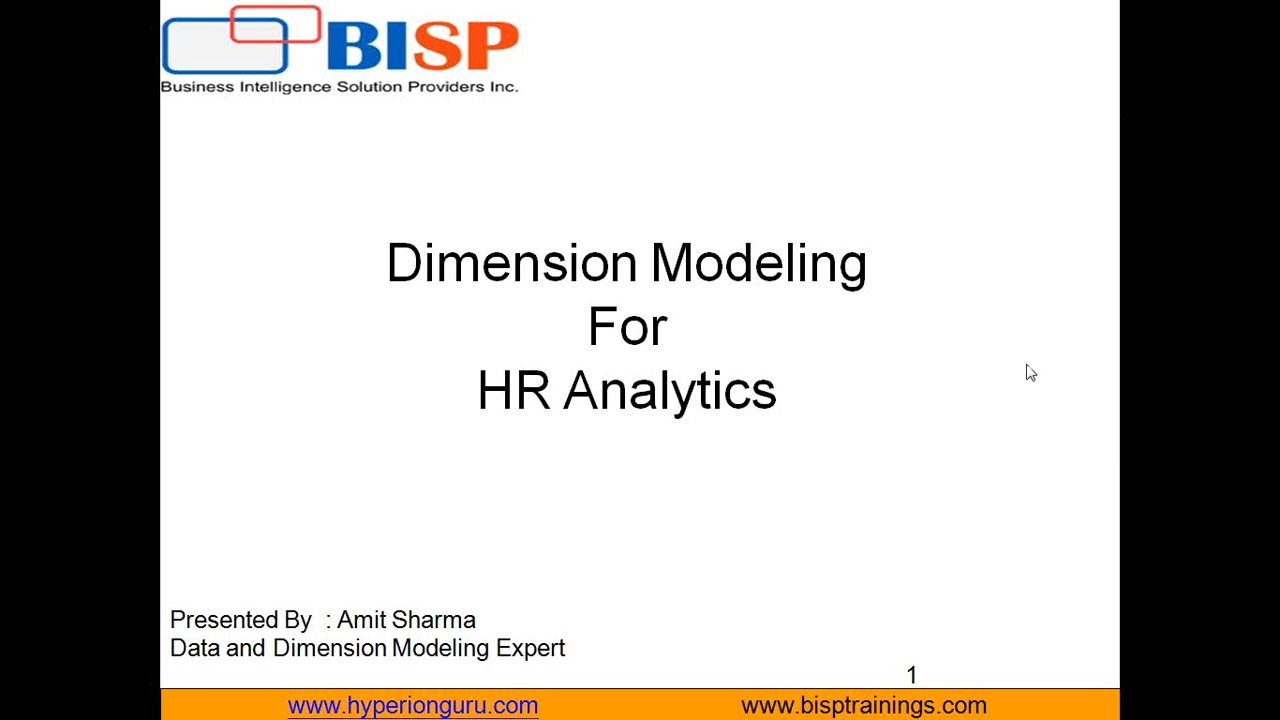 BISP
Business Intelligence Solution Providers Inc.
Dimension Modeling
For
HR Analytics
Presented By : Amit Sharma
Data and Dimension Modeling Expert
1
www.hyperionguru.com
www.bisptrainings.com